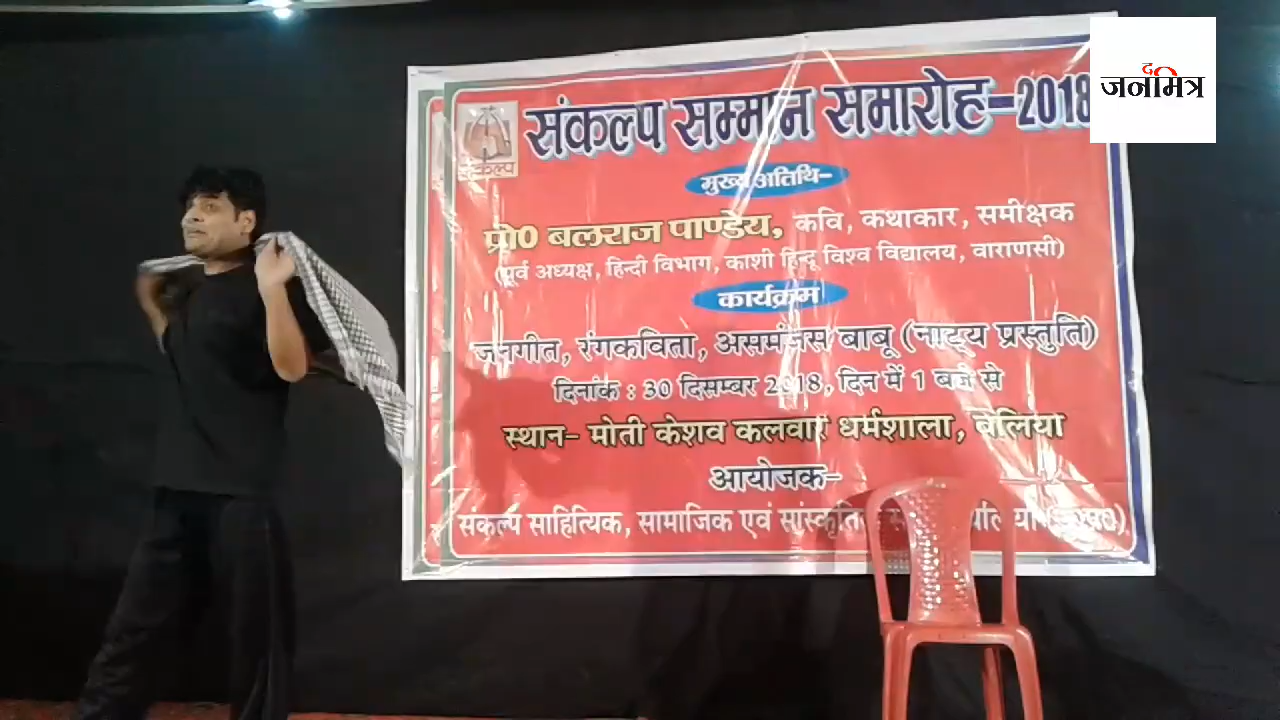 द
जनमित्र
संकल्प सम्मान समारोह-2018
संकल्प
मुख्य अतिथि-
प्रो0 बलराज पाण्डेय, कवि, कथाकार, समीक्षक
(पूर्व अध्यक्ष, हिन्दी विभाग, काशी हिन्दू विश्व विद्यालय, वाराणसी)
कार्यक्रम
जनगीत, रंगकविता, असमंजस बाबू (नाट्य प्रस्तुति)
दिनांक : 30 दिसम्बर 2018, दिन में 1 बजे से
स्थान- मोती केशव कलवार धर्मशाला, बलिया
आयोजक-
संकल्प साहित्यिक, सामाजिक एवं